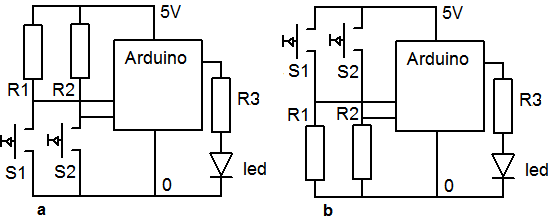 5V
Arduino
R1
R2
R3
S1
S2
led
0
a
5V
S1
S2
Arduino
R1
R2
R3
led
0
b